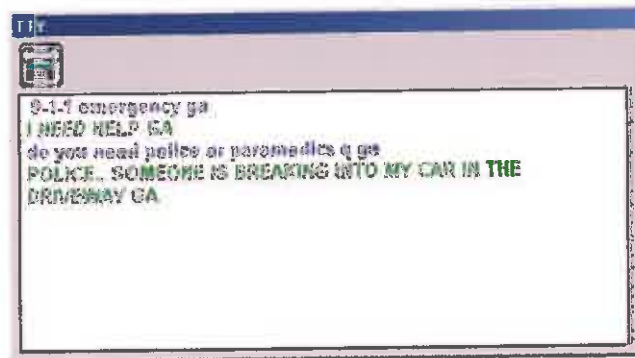 TTY
9-1-1 emergency ga
I NEED HELP GA
do you need police or paramedics q ga
POLICE.. SOMEONE IS BREAKING INTO MY CAR IN THE
DRIVEWAY GA